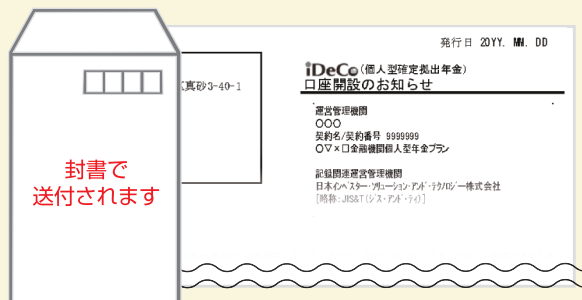 発行日 20YY. MM. DD
iDeCo(個人型確定拠出年金)
口座開設のお知らせ
真砂3-40-1
封書で
送付されます
運営管理機関
〇〇〇
契約名/契約番号 9999999
〇▽×口金融機関個人型年金プラン
記録関連運営管理機関
日本インベスター・ソリューション・アンド・テクノロジー株式会社
[略称:JIS&T(ジス・アンド・ティ)]